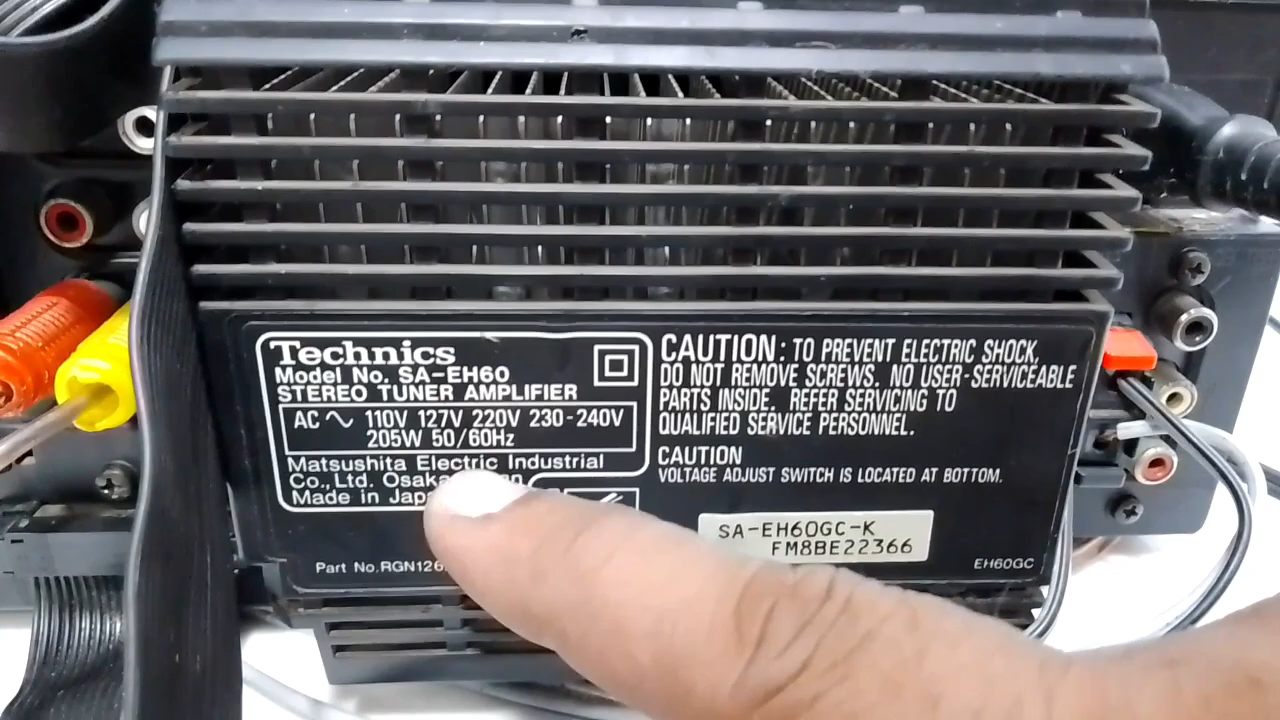 Technics
Model No. SA-EH60
STEREO TUNER AMPLIFIER
AC ∿ 110V 127V 220V 230-240V
205W 50/60Hz
Matsushita Electric Industrial
Co.,Ltd. Osaka
Made in
Part No.
CAUTION: TO PREVENT ELECTRIC SHOCK,
DO NOT REMOVE SCREWS. NO USER-SERVICEABLE
PARTS INSIDE. REFER SERVICING TO
QUALIFIED SERVICE PERSONNEL.
CAUTION
VOLTAGE ADJUST SWITCH IS LOCATED AT BOTTOM.
SA-EH60GC-K
FM8BE22366
EH60GC